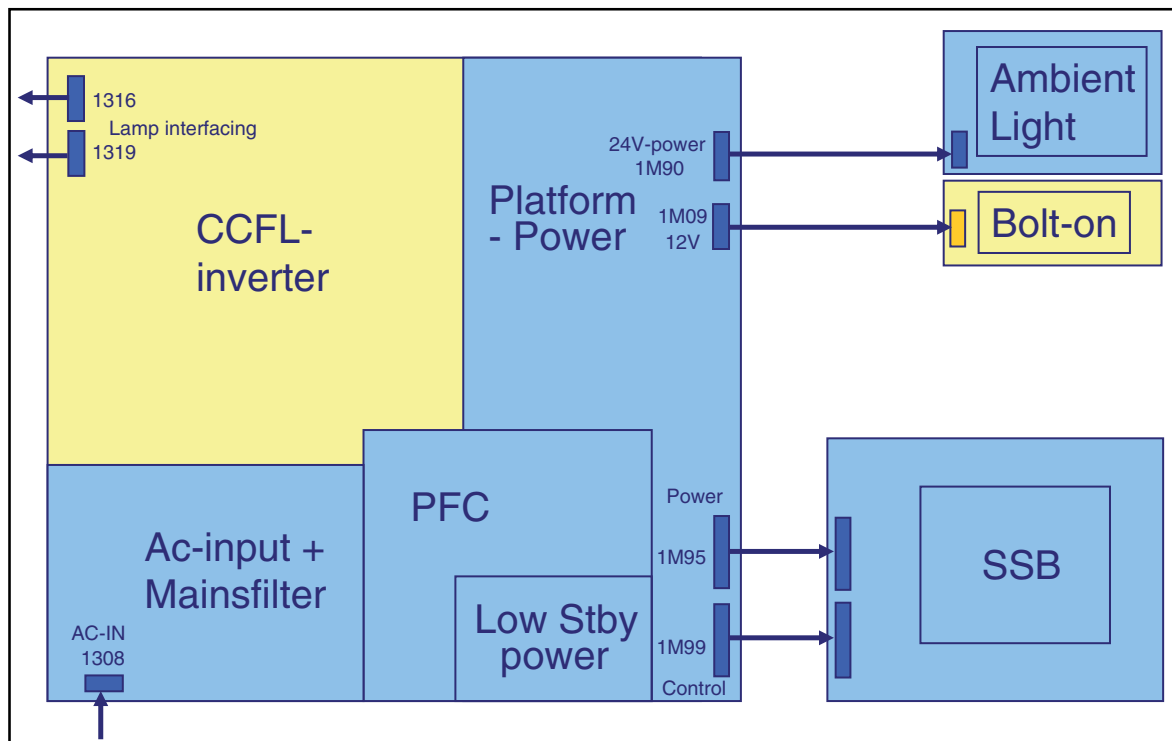 1316
Lamp interfacing
1319
CCFL-
inverter
24V-power
1M90
Platform
- Power
1M09
12V
Ambient
Light
Bolt-on
Ac-input +
Mainsfilter
AC-IN
1308
PFC
Low Stby
power
Power
1M95
1M99
Control
SSB